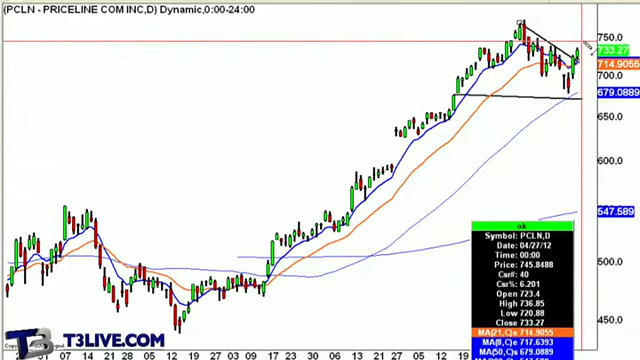 (PCLN - PRICELINE COM INC,D) Dynamic,0:00-24:00
750.0
733.27
714.9055
700.0
679.0889
650.0
600.0
547.589
500.0
450.0
ok
Symbol: PCLN,D
Date: 04/27/12
Time: 00:00
Price: 745.8488
Csr#: 40
Csr%: 6.201
Open 723.4
High 736.85
Low 720.88
Close 733.27
MA(21,C)e 714.9055
MA(8,C)e 717.6393
MA(50,C)s 679.0889
T3LIVE.COM
07 14 21 28 05 12 19 26 03 09 17 23 30 06 13 21 27 05 12